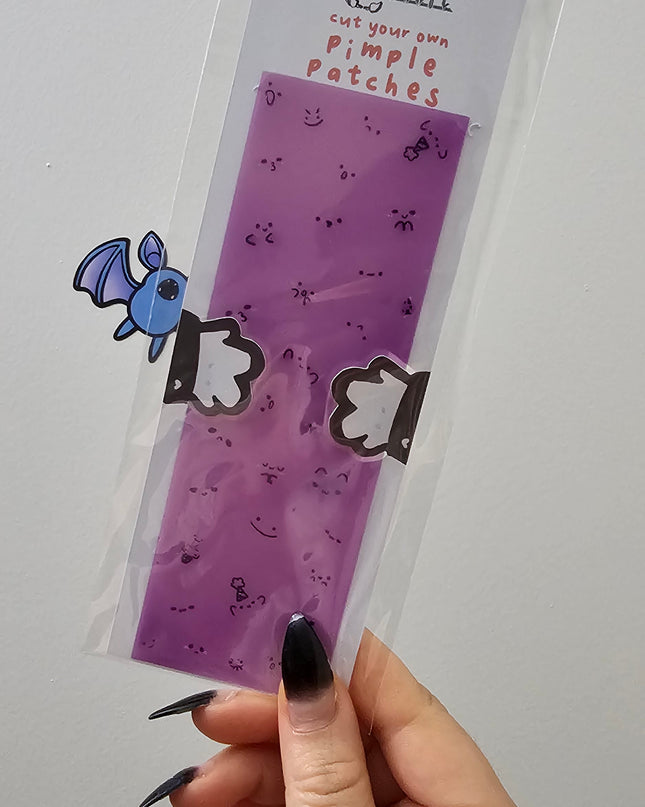 cut your own
pimple
patches